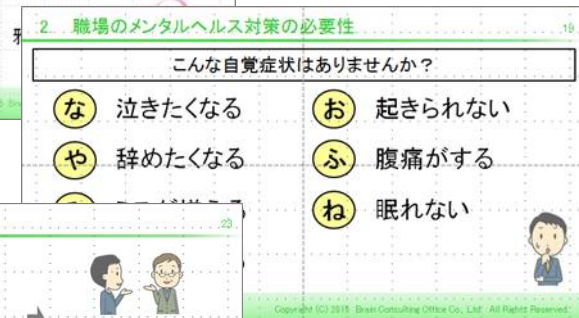 2. 職場のメンタルヘルス対策の必要性
19
こんな自覚症状はありませんか？
な 泣きたくなる
お 起きられない
や 辞めたくなる
ふ 腹痛がする
ね 眠れない
23
Copyright (C) 2015 Brain Consulting Office Co., Ltd. All Rights Reserved.